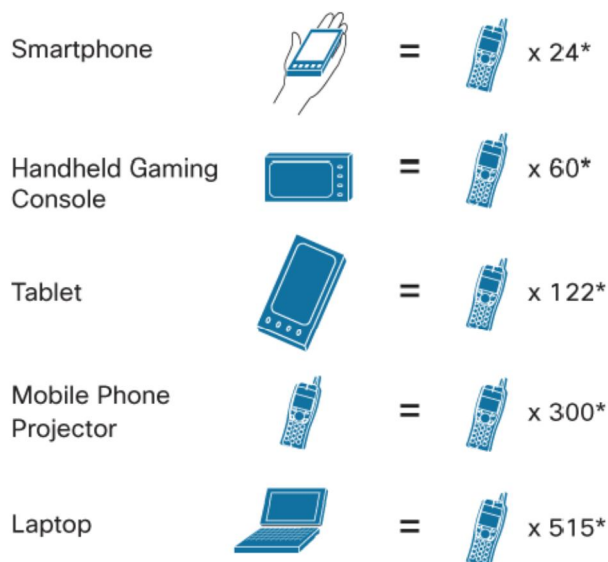 Smartphone = x 24*
Handheld Gaming
Console
= x 60*
Tablet = x 122*
Mobile Phone
Projector
= x 300*
Laptop = x 515*